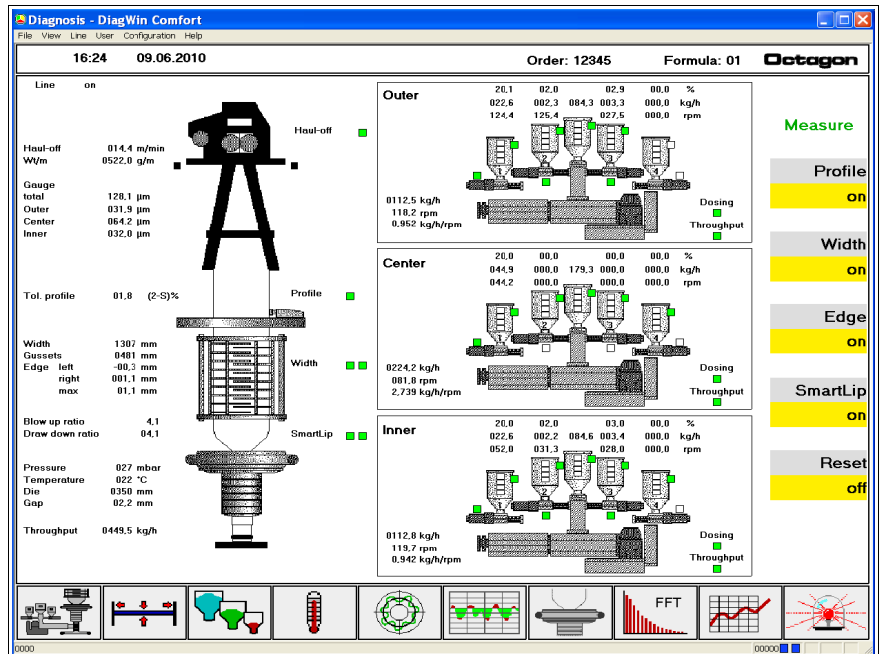 Diagnosis - DiagWin Comfort
File View Line User Configuration Help
16:24 09.06.2010 Order: 12345 Formula: 01 Octagon
Line on
Haul-off
Haul-off 014,4 m/min
Wt/m 0522,0 g/m
Gauge
total 128,1 µm
Outer 031,9 µm
Center 064,2 µm
Inner 032,0 µm
Tol. profile 01,8 (2-S)%
Profile
Width 1307 mm
Gussets 0481 mm
Edge left -00,3 mm
right 001,1 mm
max 01,1 mm
Width
Blow up ratio 4,1
Draw down ratio 04,1
SmartLip
Pressure 027 mbar
Temperature 022 °C
Die 0350 mm
Gap 02,2 mm
Throughput 0449,5 kg/h
Outer
20,1 02,0 02,9 00,0 %
022,6 002,3 084,3 003,3 000,0 kg/h
124,4 125,4 027,5 000,0 rpm
1 2 3 4
0112,5 kg/h
118,2 rpm
0,952 kg/h/rpm
Dosing
Throughput
Center
20,0 00,0 00,0 00,0 %
044,9 000,0 179,3 000,0 000,0 kg/h
044,2 000,0 000,0 000,0 rpm
1 2 3 4
0224,2 kg/h
081,8 rpm
2,739 kg/h/rpm
Dosing
Throughput
Inner
20,0 02,0 03,0 00,0 %
022,6 002,2 084,6 003,4 000,0 kg/h
052,0 031,3 028,0 000,0 rpm
1 2 3 4
0112,8 kg/h
119,7 rpm
0,942 kg/h/rpm
Dosing
Throughput
Measure
Profile
on
Width
on
Edge
on
SmartLip
on
Reset
off
FFT
0000 00000